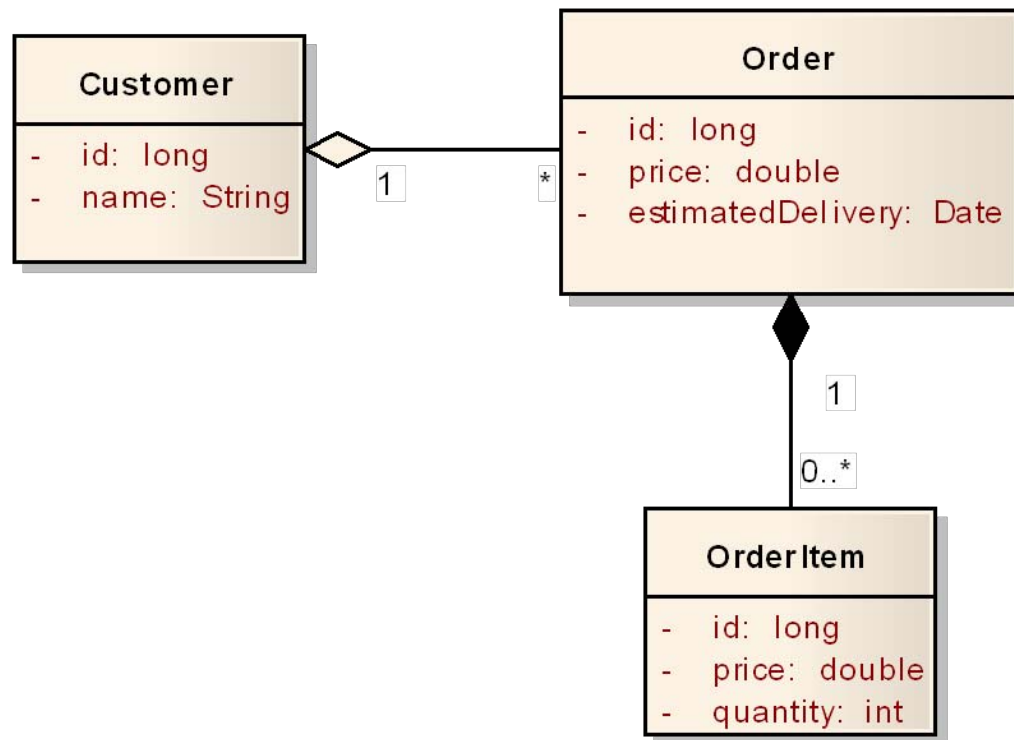 Customer
- id: long
- name: String
1
*
Order
- id: long
- price: double
- estimatedDelivery: Date
1
0..*
OrderItem
- id: long
- price: double
- quantity: int